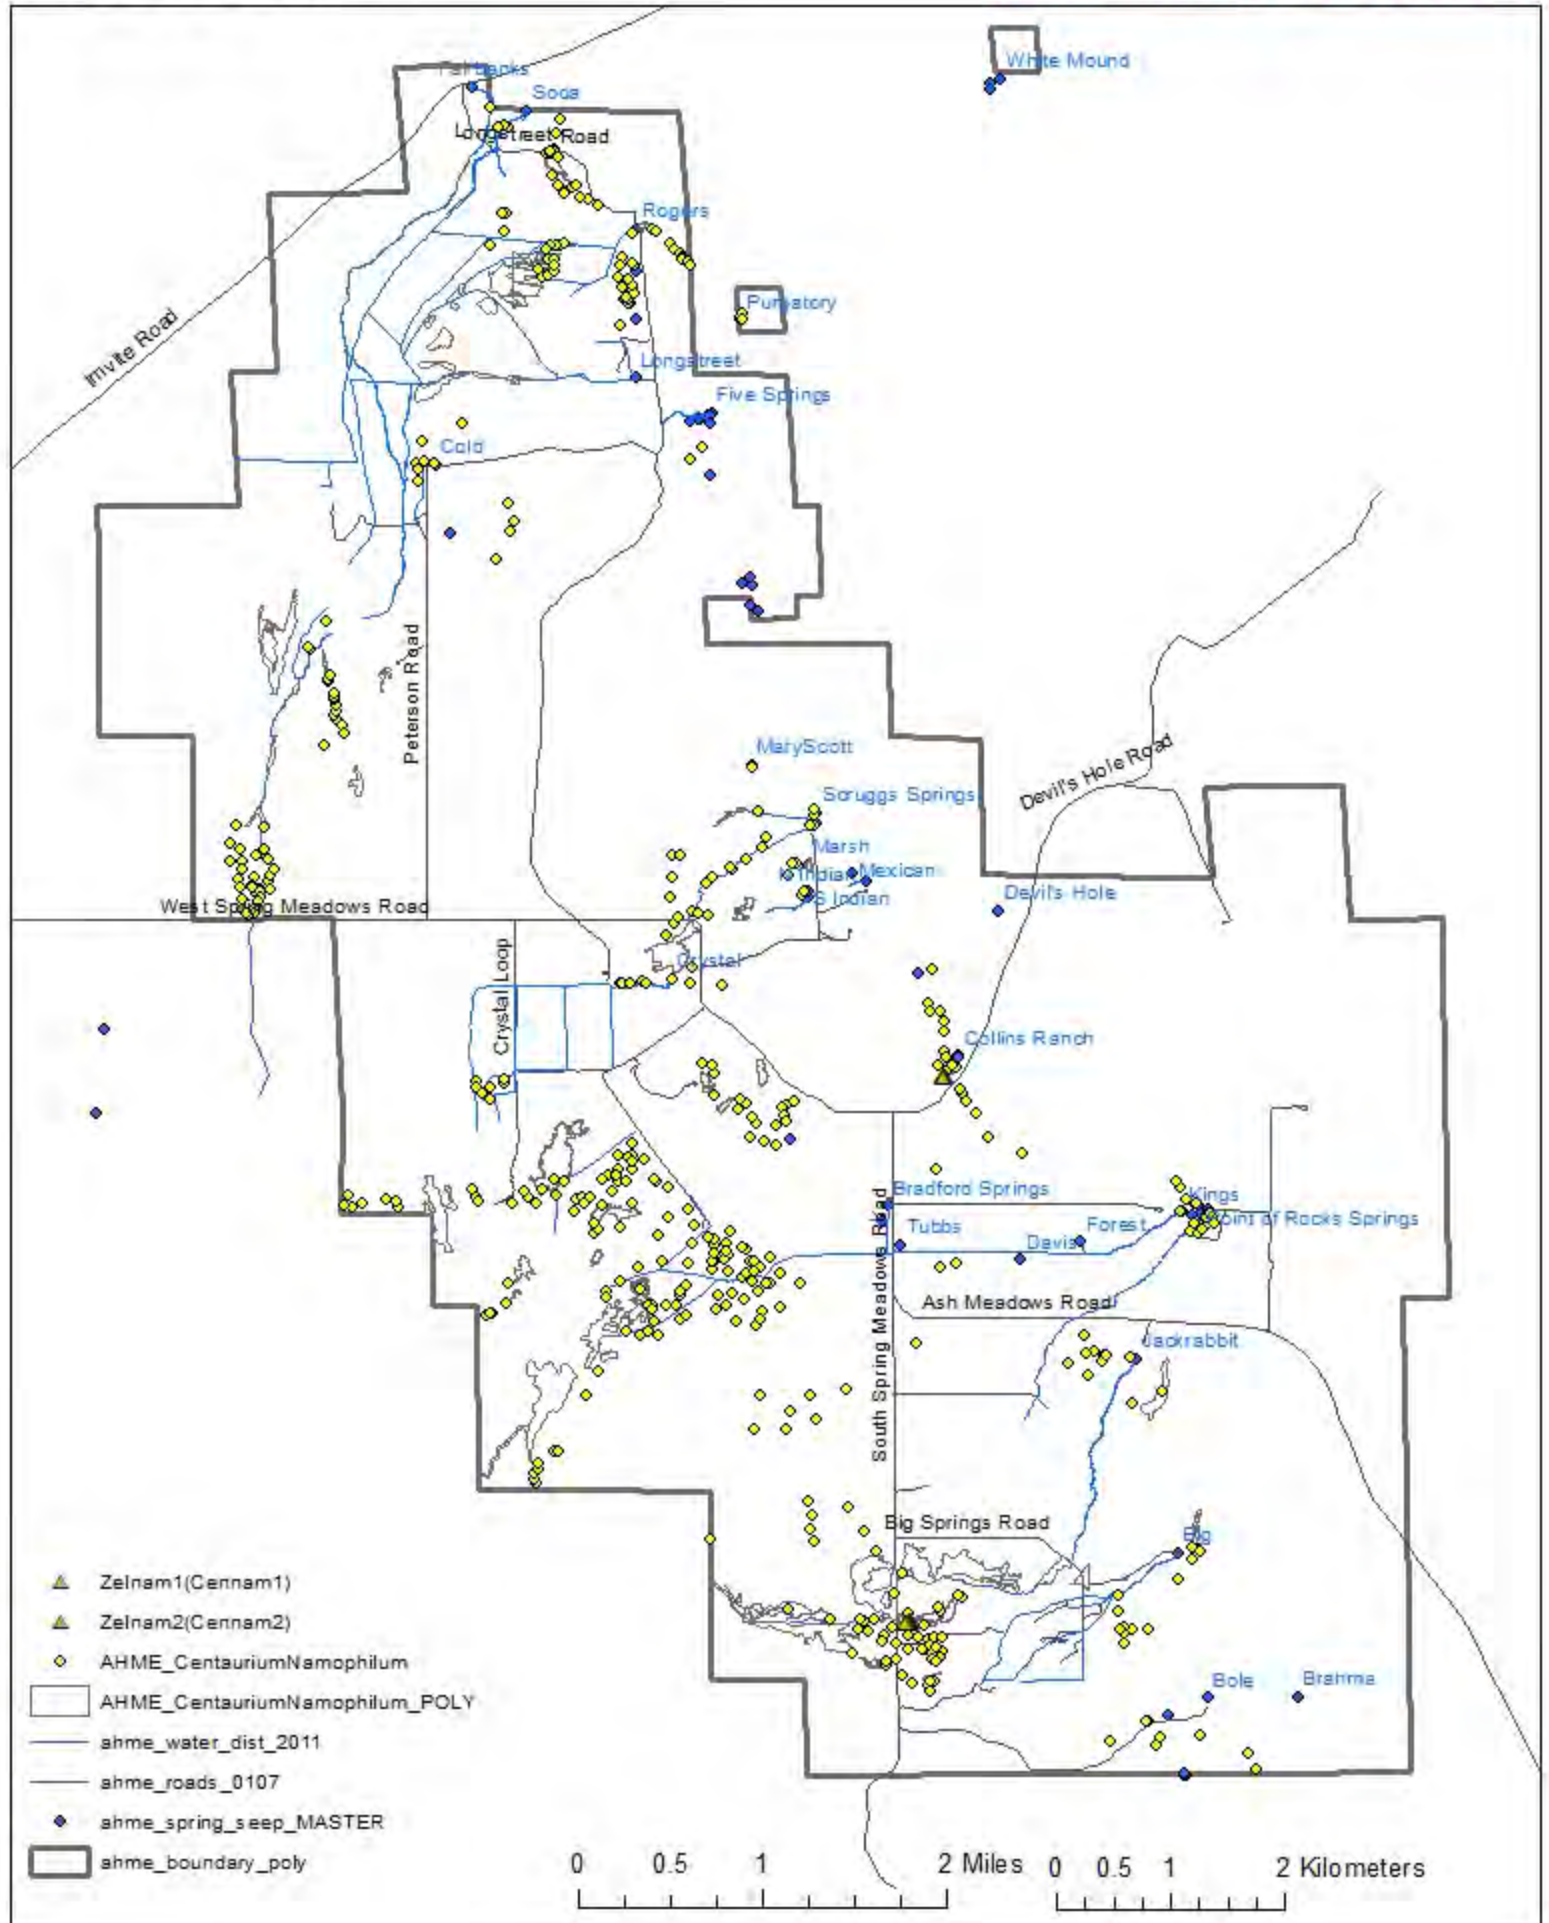 White Mound
Fairbanks
Soda
Longstreet Road
Rogers
Purgatory
Imvite Road
Longstreet
Five Springs
Cold
Peterson Road
MaryScott
Devil's Hole Road
Scruggs Springs
Marsh
N Indian
Mexican
S Indian
Devil's Hole
West Spring Meadows Road
Crystal
Crystal Loop
Collins Ranch
Bradford Springs
Kings
Point of Rocks Springs
Tubbs
Forest
Davis
South Spring Meadows Road
Ash Meadows Road
Jackrabbit
Big Springs Road
Big
Bole
Brahma
Zelnam1(Cennam1)
Zelnam2(Cennam2)
AHME_CentauriumNamophilum
AHME_CentauriumNamophilum_POLY
ahme_water_dist_2011
ahme_roads_0107
ahme_spring_seep_MASTER
ahme_boundary_poly
0 0.5 1 2 Miles
0 0.5 1 2 Kilometers